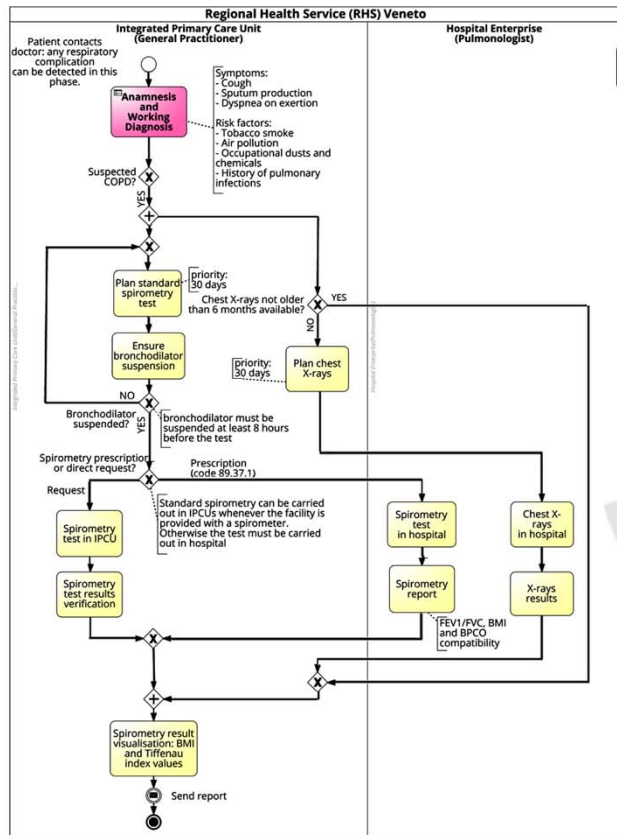 Regional Health Service (RHS) Veneto
Integrated Primary Care Unit
(General Practitioner)
Hospital Enterprise
(Pulmonologist)
Patient contacts
doctor: any respiratory
complication
can be detected in this
phase.
Anamnesis
and
Working
Diagnosis
Symptoms:
- Cough
- Sputum production
- Dyspnea on exertion
Risk factors:
- Tobacco smoke
- Air pollution
- Occupational dusts and
chemicals
- History of pulmonary
infections
Suspected
COPD?
YES
Plan standard
spirometry
test
priority:
30 days
Chest X-rays not older
than 6 months available?
YES
NO
Ensure
bronchodilator
suspension
priority:
30 days
Plan chest
X-rays
NO
Bronchodilator
suspended?
YES
bronchodilator must be
suspended at least 8 hours
before the test
Spirometry prescription
or direct request?
Prescription
(code 89.37.1)
Request
Standard spirometry can be carried
out in IPCUs whenever the facility is
provided with a spirometer.
Otherwise the test must be carried
out in hospital
Spirometry
test in IPCU
Spirometry
test
in hospital
Chest X-
rays
in hospital
Spirometry
test results
verification
Spirometry
report
X-rays
results
FEV1/FVC, BMI
and BPCO
compatibility
Spirometry result
visualisation: BMI
and Tiffenau
index values
Send report